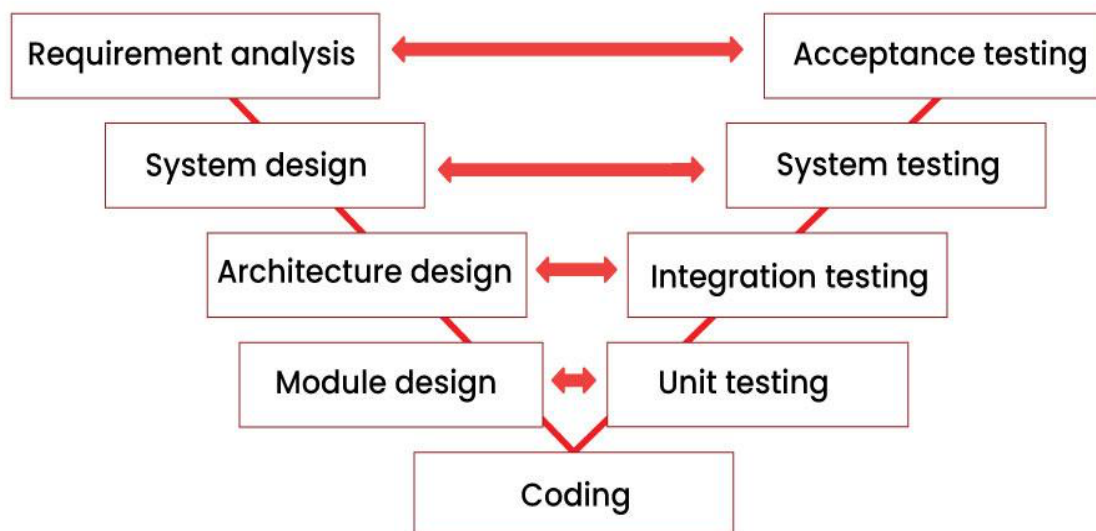 Requirement analysis
Acceptance testing
System design
System testing
Architecture design
Integration testing
Module design
Unit testing
Coding